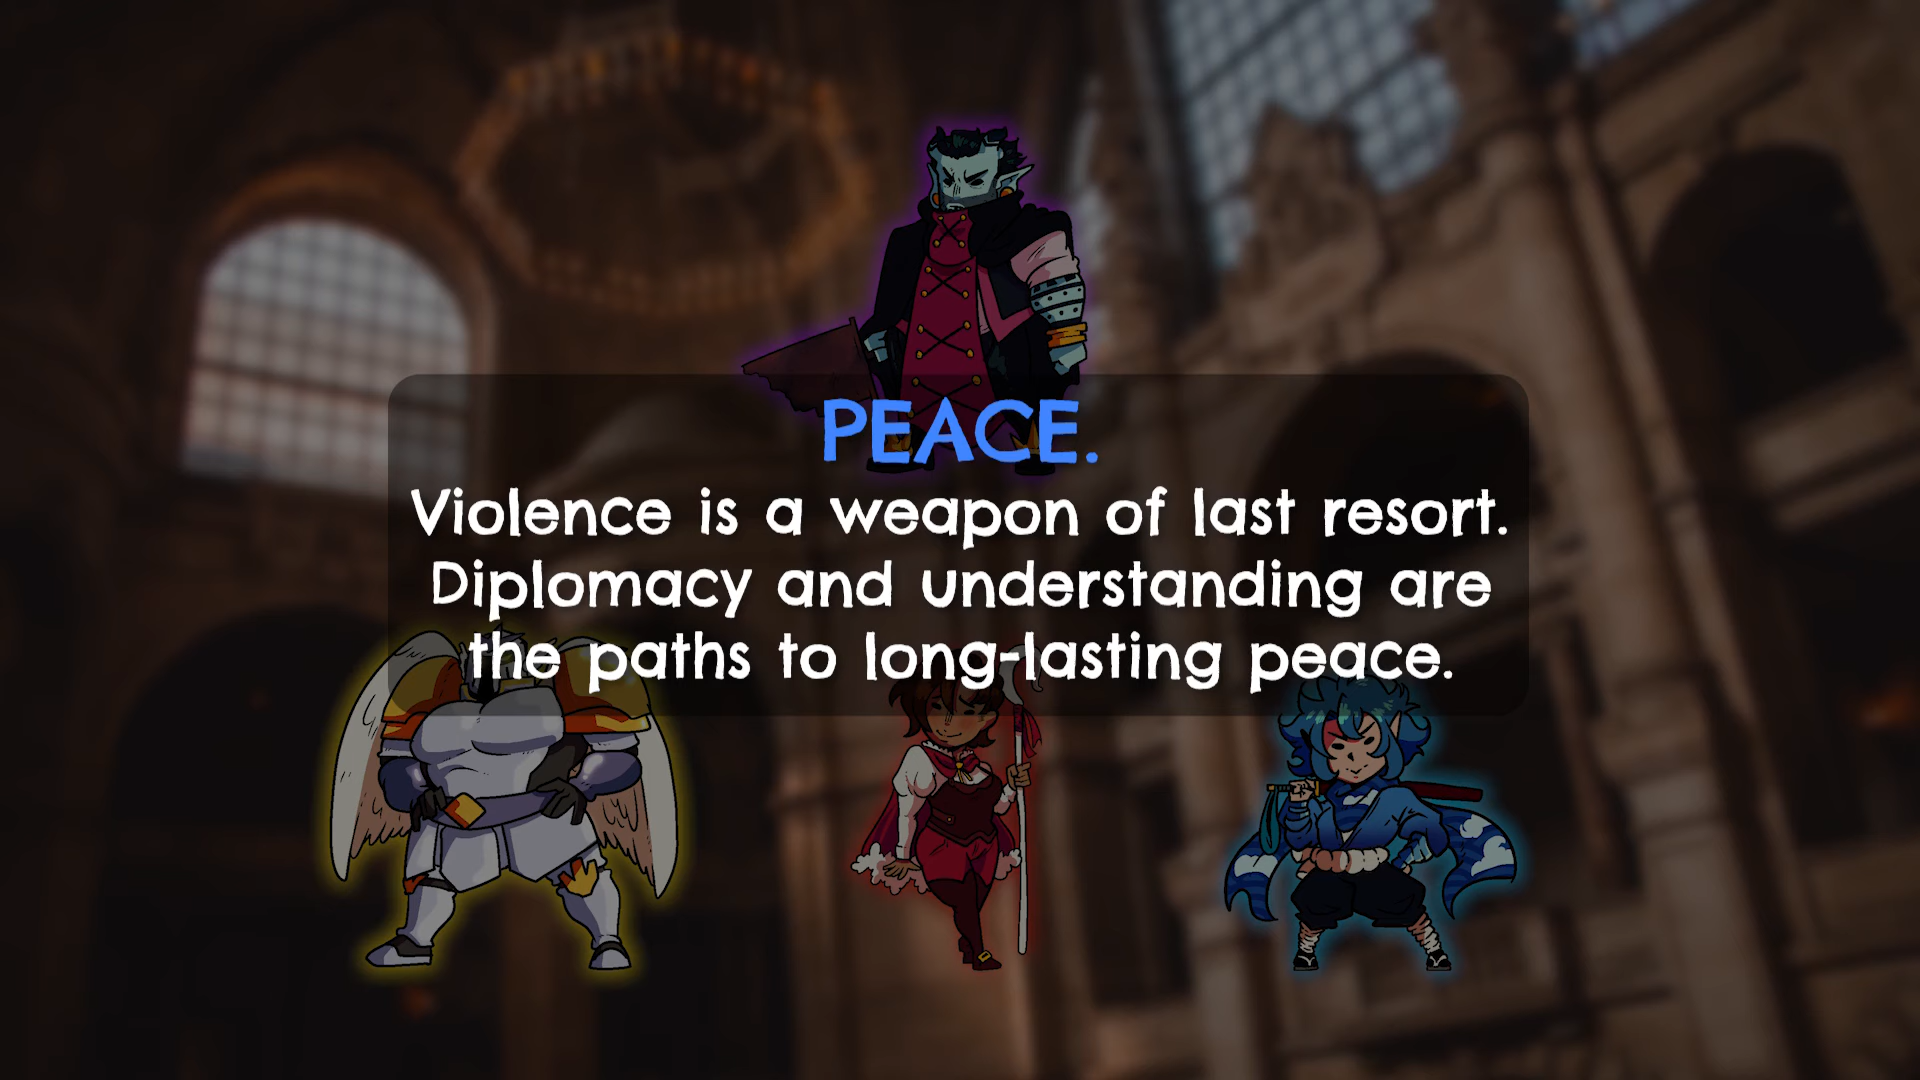 PEACE.
Violence is a weapon of last resort.
Diplomacy and understanding are
the paths to long-lasting peace.